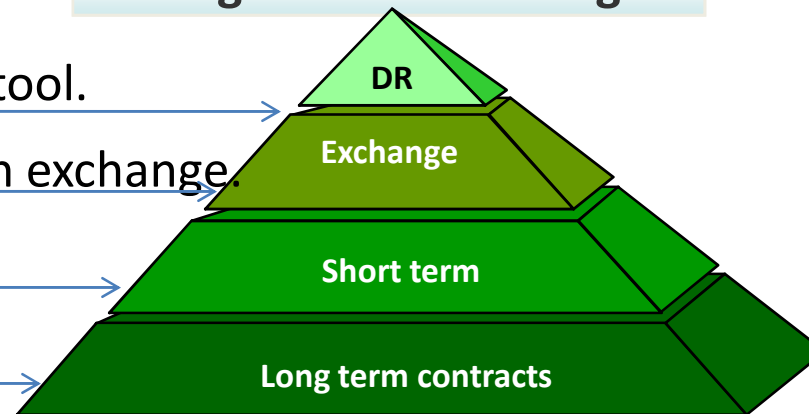 DR
tool.
Exchange
exchange.
Short term
Long term contracts